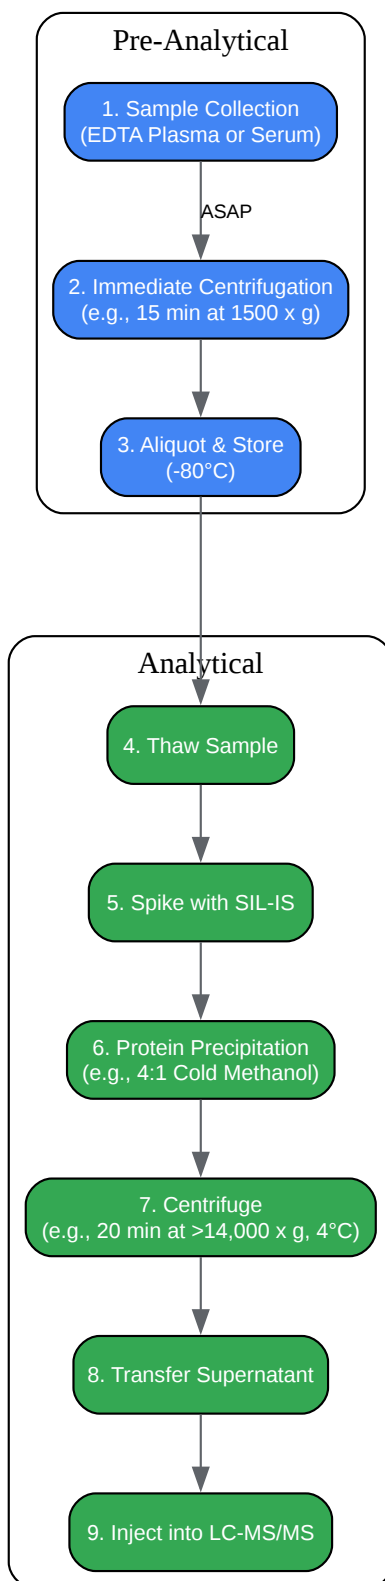 Pre-Analytical
1. Sample Collection
(EDTA Plasma or Serum)
ASAP
2. Immediate Centrifugation
(e.g., 15 min at 1500 x g)
3. Aliquot & Store
(-80°C)
Analytical
4. Thaw Sample
5. Spike with SIL-IS
6. Protein Precipitation
(e.g., 4:1 Cold Methanol)
7. Centrifuge
(e.g., 20 min at >14,000 x g, 4°C)
8. Transfer Supernatant
9. Inject into LC-MS/MS